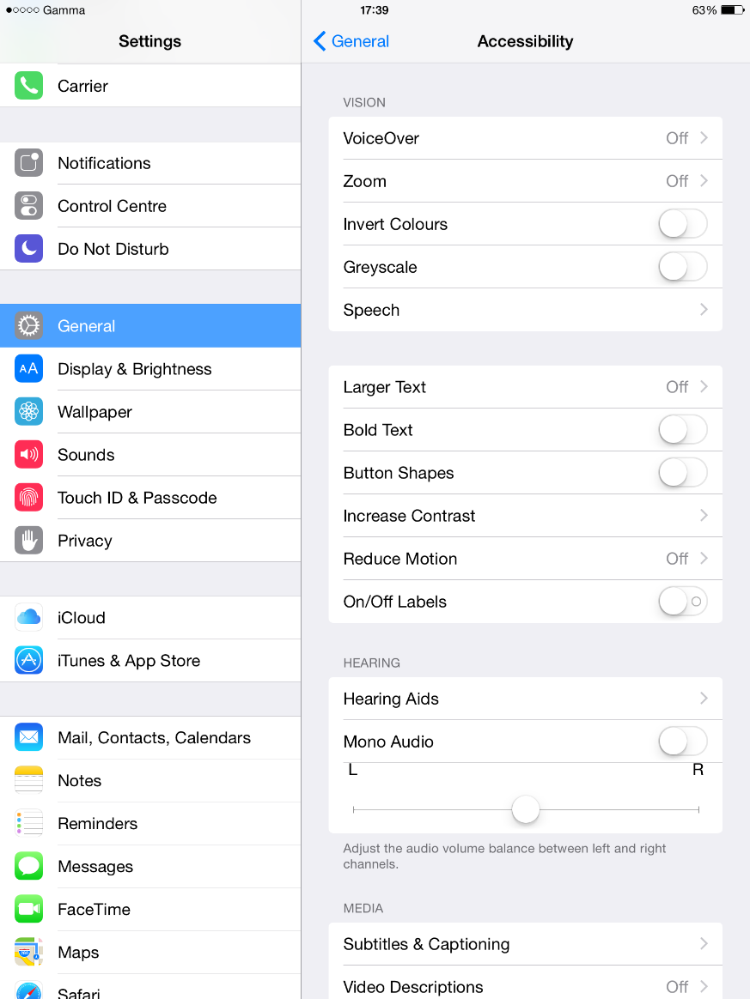 Gamma
17:39
63%
Settings
General
Accessibility
Carrier
Notifications
Control Centre
Do Not Disturb
General
AA
Display & Brightness
Wallpaper
Sounds
Touch ID & Passcode
Privacy
iCloud
iTunes & App Store
Mail, Contacts, Calendars
Notes
Reminders
Messages
FaceTime
280
Maps
Safari
VISION
VoiceOver Off
Zoom Off
Invert Colours
Greyscale
Speech
Larger Text Off
Bold Text
Button Shapes
Increase Contrast
Reduce Motion Off
On/Off Labels
HEARING
Hearing Aids
Mono Audio
L R
Adjust the audio volume balance between left and right
channels.
MEDIA
Subtitles & Captioning
Video Descriptions Off